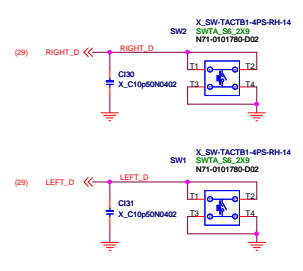 X_SW-TACTB1-4PS-RH-14
SW2 SWTA_S6_2X9
N71-0101780-D02
(29) RIGHT_D RIGHT_D
T1 T2
CI30
X_C10p50N0402
T3 T4
X_SW-TACTB1-4PS-RH-14
SW1 SWTA_S6_2X9
N71-0101780-D02
(29) LEFT_D LEFT_D
T1 T2
CI31
X_C10p50N0402
T3 T4